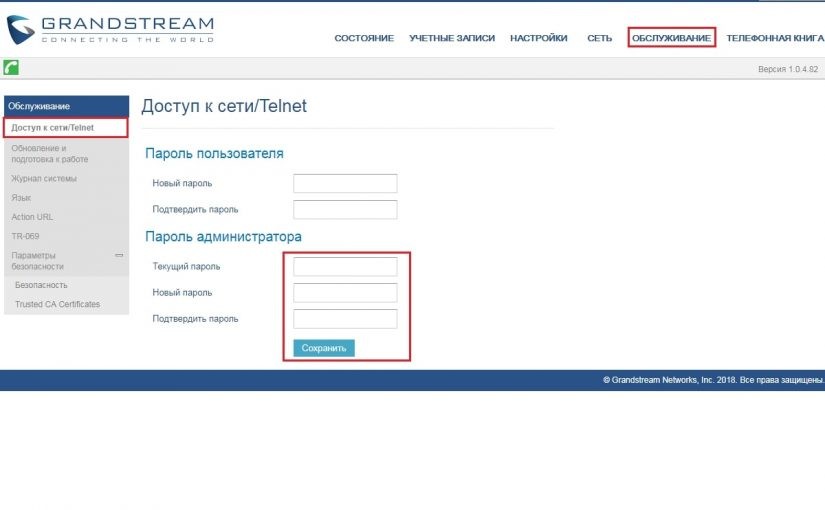 GRANDSTREAM
CONNECTING THE WORLD
СОСТОЯНИЕ УЧЕТНЫЕ ЗАПИСИ НАСТРОЙКИ СЕТЬ ОБСЛУЖИВАНИЕ ТЕЛЕФОННАЯ КНИГА
Версия 1.0.4.82
Обслуживание
Доступ к сети/Telnet
Обновление и
подготовка к работе
Журнал системы
Язык
Action URL
TR-069
Параметры
безопасности
Безопасность
Trusted CA Certificates
Доступ к сети/Telnet
Пароль пользователя
Новый пароль
Подтвердить пароль
Пароль администратора
Текущий пароль
Новый пароль
Подтвердить пароль
Сохранить
© Grandstream Networks, Inc. 2018. Все права защищены.